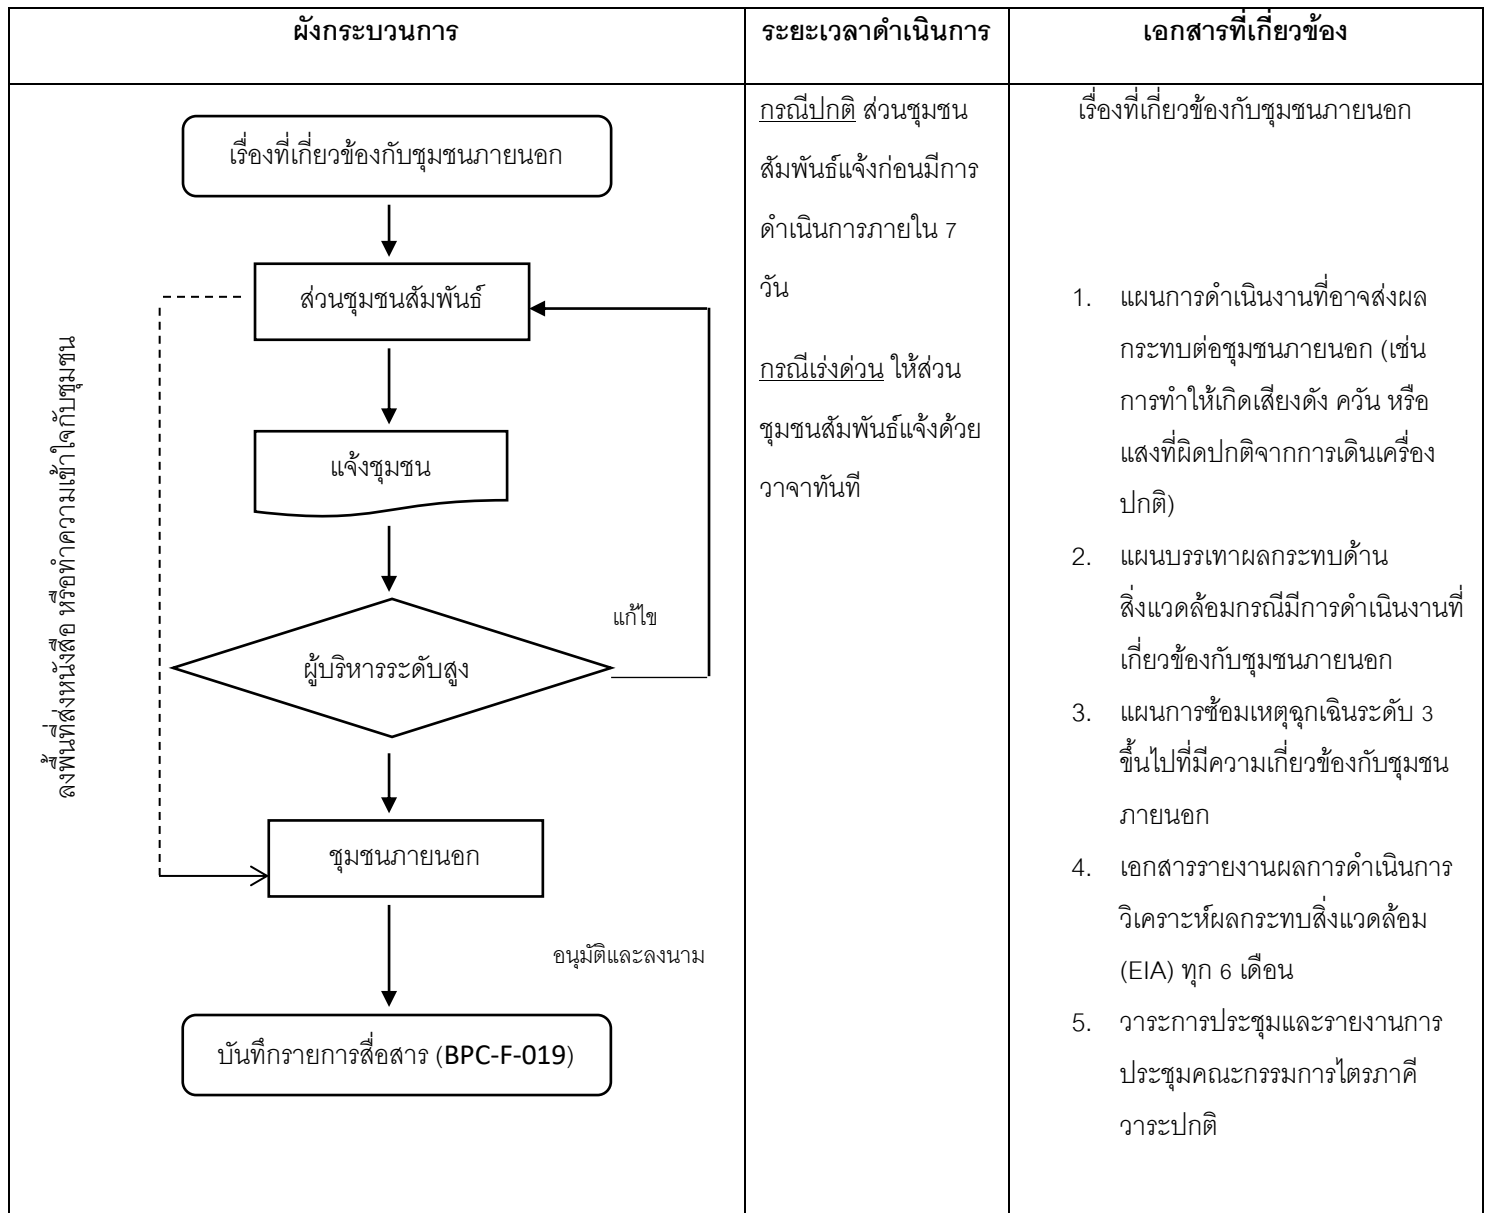 ผังกระบวนการ
ระยะเวลาดำเนินการ
เอกสารที่เกี่ยวข้อง
เรื่องที่เกี่ยวข้องกับชุมชนภายนอก
ส่วนชุมชนสัมพันธ์
แจ้งชุมชน
แก้ไข
ผู้บริหารระดับสูง
ลงพื้นที่ส่งหนังสือ หรือทำความเข้าใจกับชุมชน
ชุมชนภายนอก
อนุมัติและลงนาม
บันทึกรายการสื่อสาร (BPC-F-019)
กรณีปกติ ส่วนชุมชน
สัมพันธ์แจ้งก่อนมีการ
ดำเนินการภายใน 7
วัน
กรณีเร่งด่วน ให้ส่วน
ชุมชนสัมพันธ์แจ้งด้วย
วาจาทันที
เรื่องที่เกี่ยวข้องกับชุมชนภายนอก
1. แผนการดำเนินงานที่อาจส่งผล
กระทบต่อชุมชนภายนอก (เช่น
การทำให้เกิดเสียงดัง ควัน หรือ
แสงที่ผิดปกติจากการเดินเครื่อง
ปกติ)
2. แผนบรรเทาผลกระทบด้าน
สิ่งแวดล้อมกรณีมีการดำเนินงานที่
เกี่ยวข้องกับชุมชนภายนอก
3. แผนการซ้อมเหตุฉุกเฉินระดับ 3
ขึ้นไปที่มีความเกี่ยวข้องกับชุมชน
ภายนอก
4. เอกสารรายงานผลการดำเนินการ
วิเคราะห์ผลกระทบสิ่งแวดล้อม
(EIA) ทุก 6 เดือน
5. วาระการประชุมและรายงานการ
ประชุมคณะกรรมการไตรภาคี
วาระปกติ